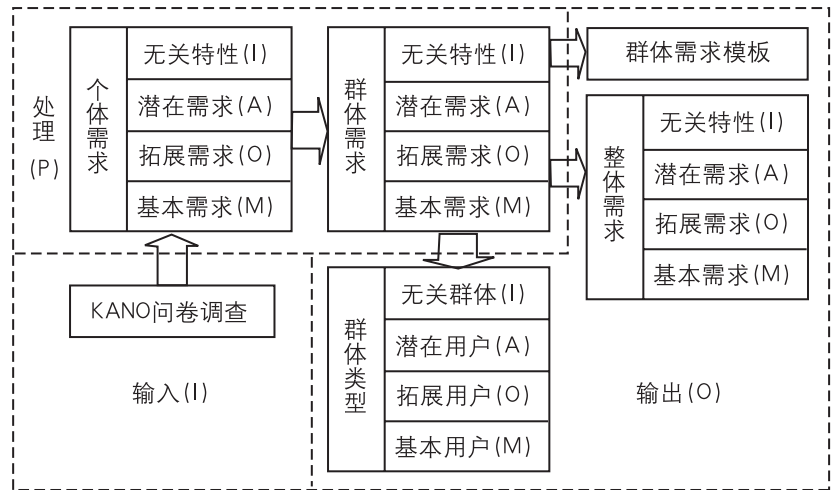 处理
(P)
个体需求
无关特性(I)
潜在需求(A)
拓展需求(O)
基本需求(M)
群体需求
无关特性(I)
潜在需求(A)
拓展需求(O)
基本需求(M)
群体需求模板
整体需求
无关特性(I)
潜在需求(A)
拓展需求(O)
基本需求(M)
KANO问卷调查
输入(I)
群体类型
无关群体(I)
潜在用户(A)
拓展用户(O)
基本用户(M)
输出(O)